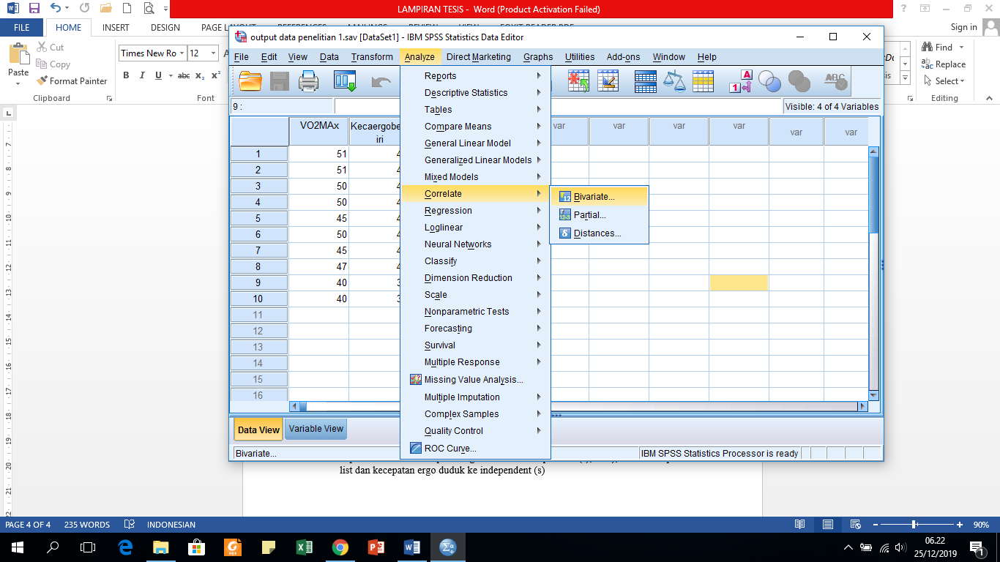 LAMPIRAN TESIS - Word (Product Activation Failed)
FILE HOME INSERT DESIGN
Sign in
Cut
Copy
Format Painter
Paste
Clipboard
Times New Ro 12
B I U abc x₂ x²
Font
Find
Replace
Select
Editing
output data penelitian 1.sav [DataSet1] - IBM SPSS Statistics Data Editor
File Edit View Data Transform Analyze Direct Marketing Graphs Utilities Add-ons Window Help
9 :
Visible: 4 of 4 Variables
VO2MAx
var var var var var var
1 51
2 51
3 50
4 50
5 45
6 50
7 45
8 47
9 40
10 40
11
12
13
14
15
16
Reports
Descriptive Statistics
Tables
Compare Means
General Linear Model
Generalized Linear Models
Mixed Models
Correlate
Regression
Loglinear
Neural Networks
Classify
Dimension Reduction
Scale
Nonparametric Tests
Forecasting
Survival
Multiple Response
Missing Value Analysis...
Multiple Imputation
Complex Samples
Quality Control
ROC Curve...
Bivariate...
Partial...
Distances...
Data View Variable View
Bivariate...
IBM SPSS Statistics Processor is ready
list dan kecepatan ergo duduk ke independent (s)
PAGE 4 OF 4 235 WORDS INDONESIAN
90%
06.22
25/12/2019